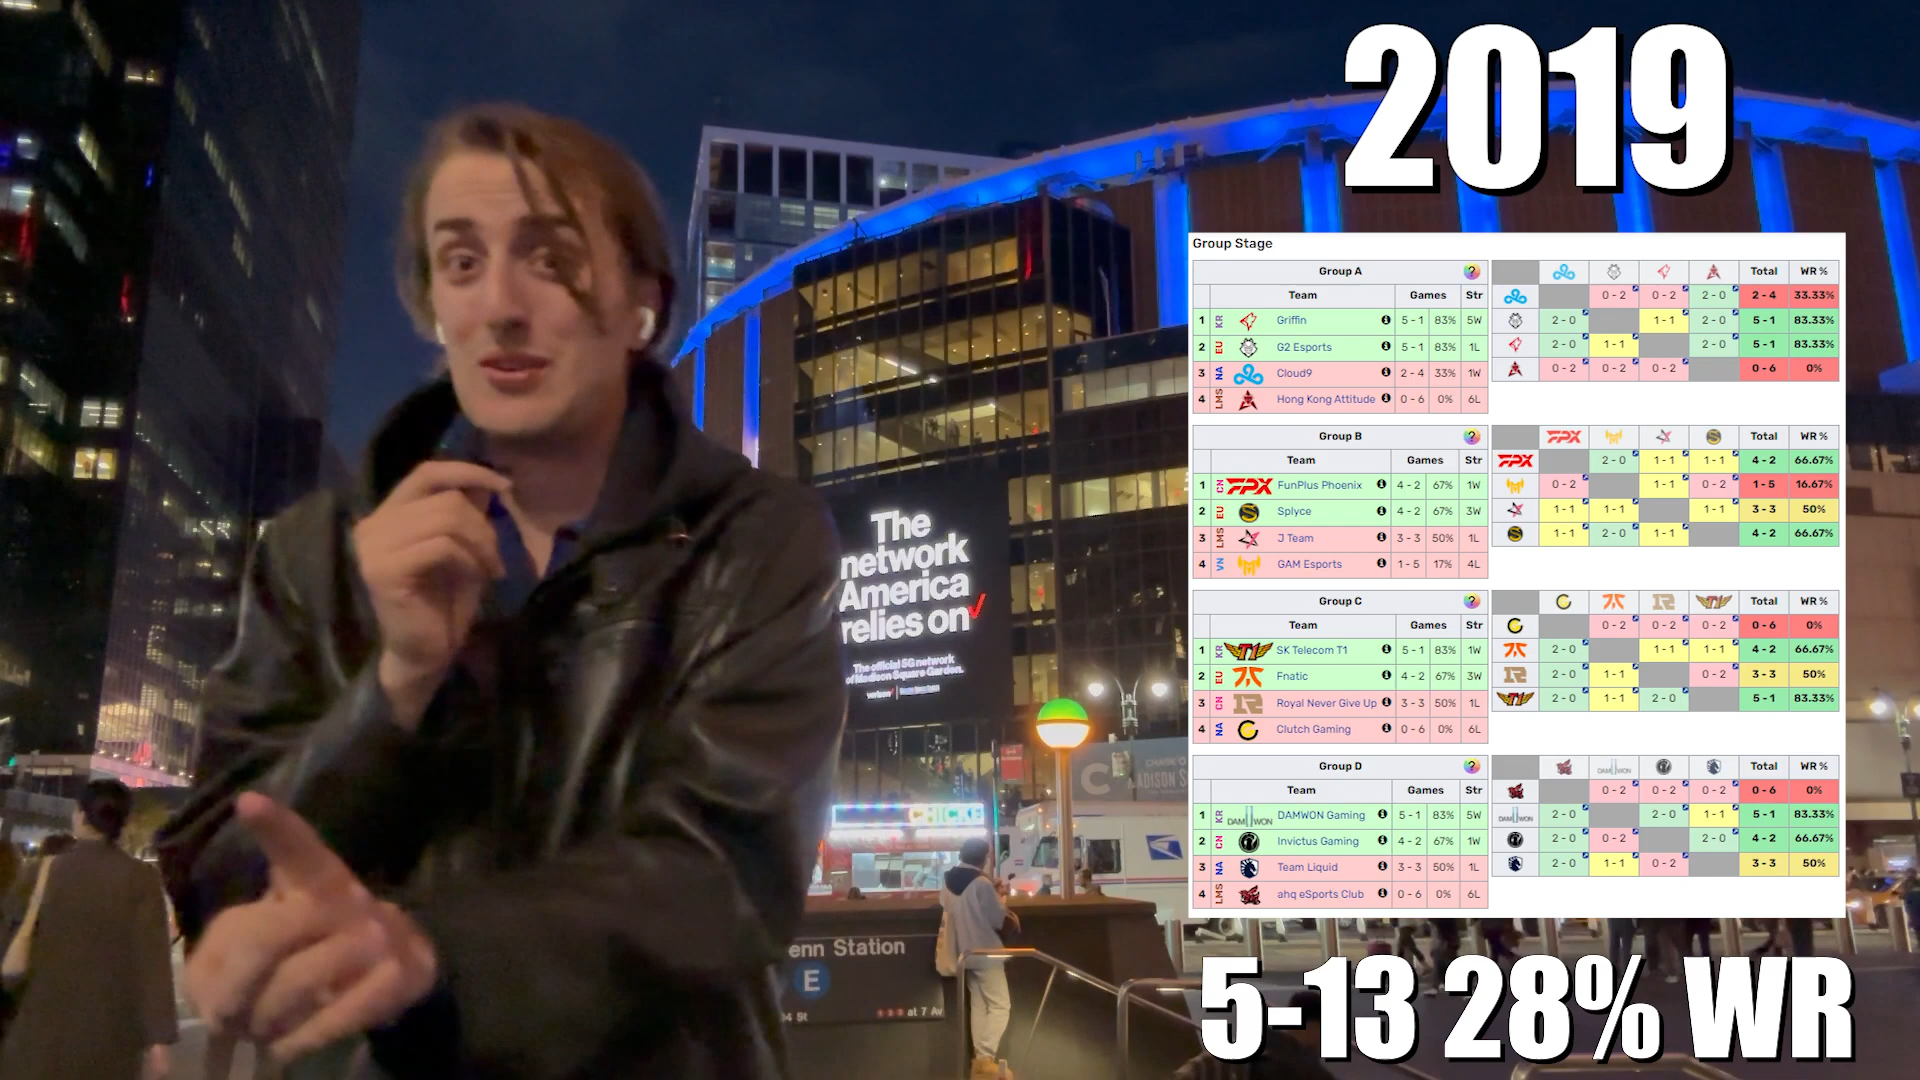 2019
Group Stage
Group A ?
Team Games Str
1 KR Griffin 5 - 1 83% 5W
2 EU G2 Esports 5 - 1 83% 1L
3 NA Cloud9 2 - 4 33% 1W
4 LMS Hong Kong Attitude 0 - 6 0% 6L
Total WR %
0 - 2 0 - 2 2 - 0 2 - 4 33.33%
2 - 0 1 - 1 2 - 0 5 - 1 83.33%
2 - 0 1 - 1 2 - 0 5 - 1 83.33%
0 - 2 0 - 2 0 - 2 0 - 6 0%
Group B ?
Team Games Str
1 CN FPX FunPlus Phoenix 4 - 2 67% 1W
2 EU Splyce 4 - 2 67% 3W
3 LMS J Team 3 - 3 50% 1L
4 VN GAM Esports 1 - 5 17% 4L
FPX Total WR %
FPX 2 - 0 1 - 1 1 - 1 4 - 2 66.67%
0 - 2 1 - 1 0 - 2 1 - 5 16.67%
1 - 1 1 - 1 1 - 1 3 - 3 50%
1 - 1 2 - 0 1 - 1 4 - 2 66.67%
Group C ?
Team Games Str
1 KR T1 SK Telecom T1 5 - 1 83% 1W
2 EU Fnatic 4 - 2 67% 3W
3 CN Royal Never Give Up 3 - 3 50% 1L
4 NA Clutch Gaming 0 - 6 0% 6L
T1 Total WR %
0 - 2 0 - 2 0 - 2 0 - 6 0%
2 - 0 1 - 1 1 - 1 4 - 2 66.67%
2 - 0 1 - 1 0 - 2 3 - 3 50%
T1 2 - 0 1 - 1 2 - 0 5 - 1 83.33%
Group D ?
Team Games Str
1 KR DAMWON DAMWON Gaming 5 - 1 83% 5W
2 CN Invictus Gaming 4 - 2 67% 1W
3 NA Team Liquid 3 - 3 50% 1L
4 LMS ahq eSports Club 0 - 6 0% 6L
DAMWON Total WR %
0 - 2 0 - 2 0 - 2 0 - 6 0%
DAMWON 2 - 0 2 - 0 1 - 1 5 - 1 83.33%
2 - 0 0 - 2 2 - 0 4 - 2 66.67%
2 - 0 1 - 1 0 - 2 3 - 3 50%
5-13 28% WR
The
network
America
relies on
The official 5G network
of Madison Square Garden.
verizon
CHICKE
enn Station
E
4 St
at 7 Av